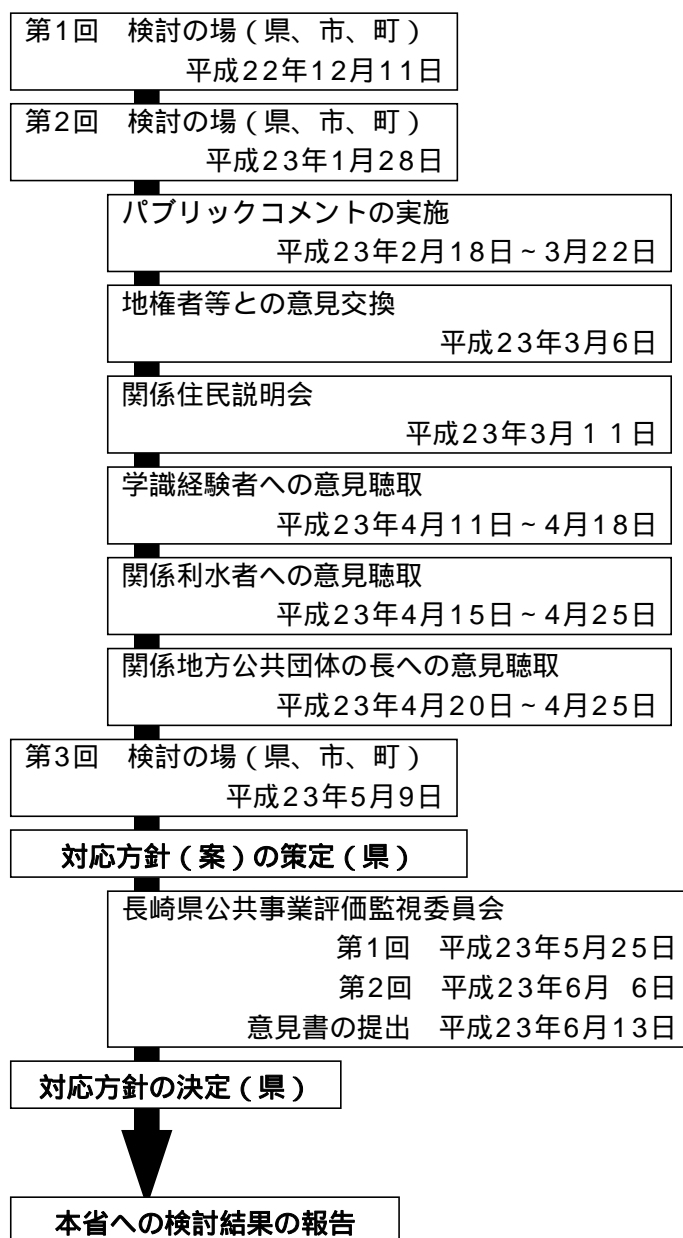 第1回　検討の場（県、市、町）
平成22年12月11日
第2回　検討の場（県、市、町）
平成23年1月28日
パブリックコメントの実施
平成23年2月18日~3月22日
地権者等との意見交換
平成23年3月6日
関係住民説明会
平成23年3月１１日
学識経験者への意見聴取
平成23年4月11日~4月18日
関係利水者への意見聴取
平成23年4月15日~4月25日
関係地方公共団体の長への意見聴取
平成23年4月20日~4月25日
第3回　検討の場（県、市、町）
平成23年5月9日
対応方針（案）の策定（県）
長崎県公共事業評価監視委員会
第1回　平成23年5月25日
第2回　平成23年6月 6日
意見書の提出　平成23年6月13日
対応方針の決定（県）
本省への検討結果の報告